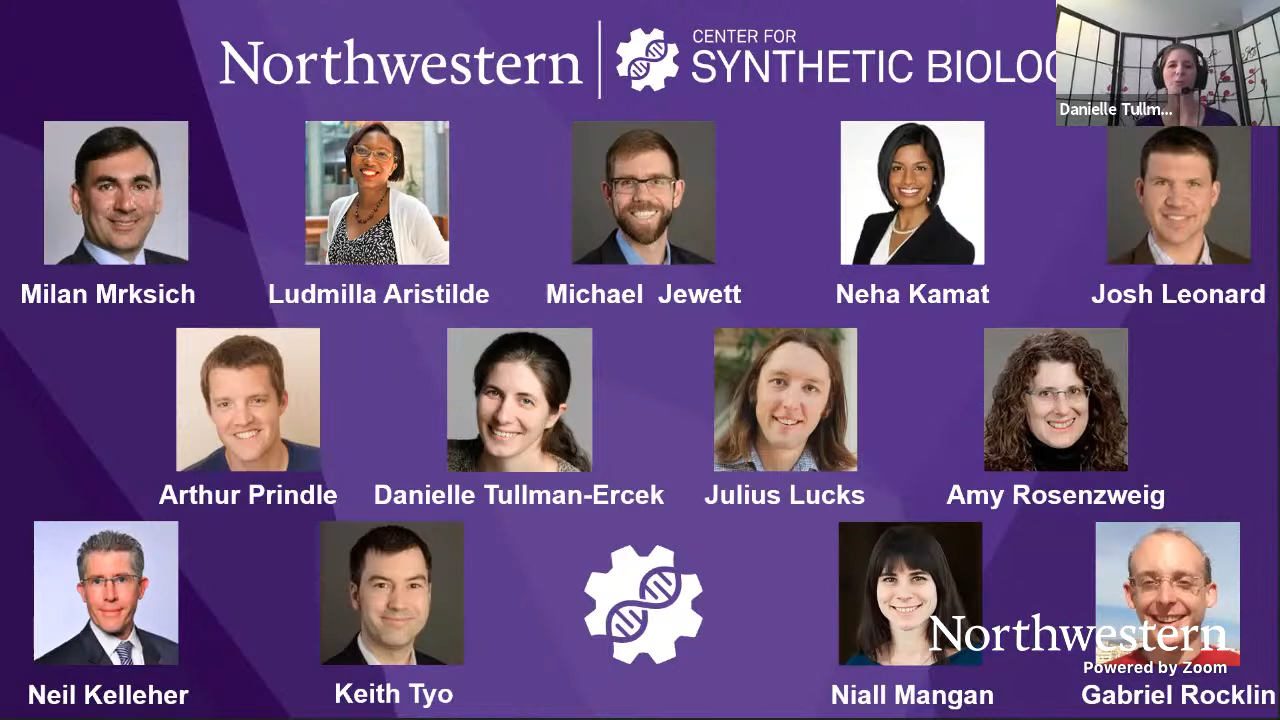 Northwestern
CENTER FOR
SYNTHETIC BIOLO
Danielle Tullm...
Milan Mrksich
Ludmilla Aristilde
Michael Jewett
Neha Kamat
Josh Leonard
Arthur Prindle
Danielle Tullman-Ercek
Julius Lucks
Amy Rosenzweig
Northwestern
Powered by Zoom
Neil Kelleher
Keith Tyo
Niall Mangan
Gabriel Rocklin